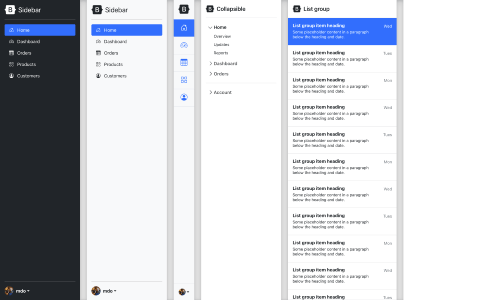 Sidebar
Home
Dashboard
Orders
Products
Customers
mdo
Sidebar
Home
Dashboard
Orders
Products
Customers
mdo
Collapsible
Home
Overview
Updates
Reports
Dashboard
Orders
Account
List group
List group item heading Wed
Some placeholder content in a paragraph
below the heading and date.
List group item heading Tues
Some placeholder content in a paragraph
below the heading and date.
List group item heading Mon
Some placeholder content in a paragraph
below the heading and date.
List group item heading Wed
Some placeholder content in a paragraph
below the heading and date.
List group item heading Tues
Some placeholder content in a paragraph
below the heading and date.
List group item heading Mon
Some placeholder content in a paragraph
below the heading and date.
List group item heading Wed
Some placeholder content in a paragraph
below the heading and date.
List group item heading Tues
Some placeholder content in a paragraph
below the heading and date.
List group item heading Mon
Some placeholder content in a paragraph
below the heading and date.
List group item heading Wed
Some placeholder content in a paragraph
below the heading and date.
List group item heading Tues